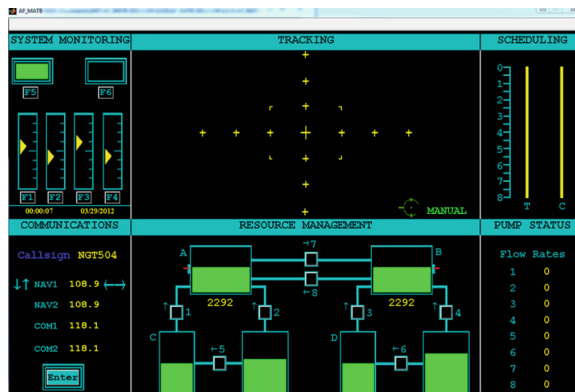 AF_MATB
SYSTEM MONITORING
TRACKING
SCHEDULING
F5 F6
0
1
2
3
4
5
6
7
8
T C
F1 F2 F3 F4
00:00:07 03/29/2012
MANUAL
COMMUNICATIONS
RESOURCE MANAGEMENT
PUMP STATUS
Callsign NGT504
↓↑ NAV1 108.9 ←→
NAV2 108.9
COM1 118.1
COM2 118.1
Enter
A
→7
B
←8
2292 2292
↑ 1
↑ 2
↑ 3
↑ 4
C
←5
D
←6
Flow Rates
1 0
2 0
3 0
4 0
5 0
6 0
7 0
8 0